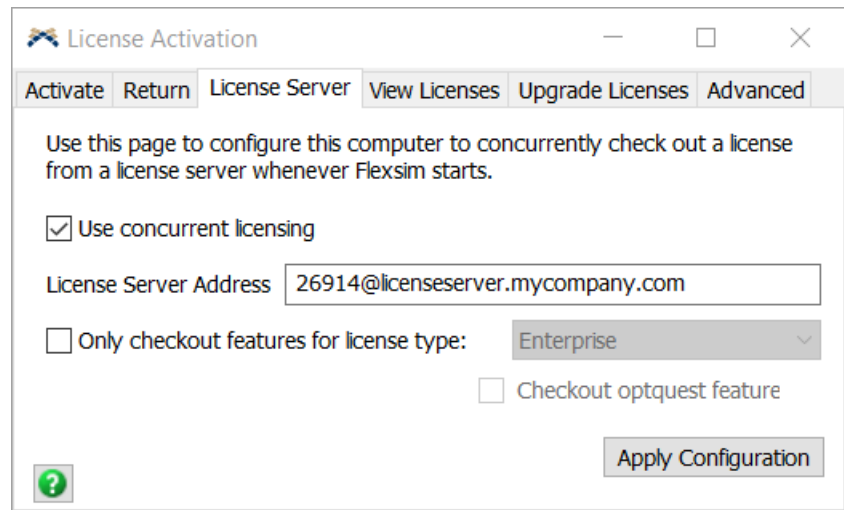 License Activation
Activate Return License Server View Licenses Upgrade Licenses Advanced
Use this page to configure this computer to concurrently check out a license
from a license server whenever Flexsim starts.
Use concurrent licensing
License Server Address 26914@licenseserver.mycompany.com
Only checkout features for license type: Enterprise
Checkout optquest feature
Apply Configuration
?